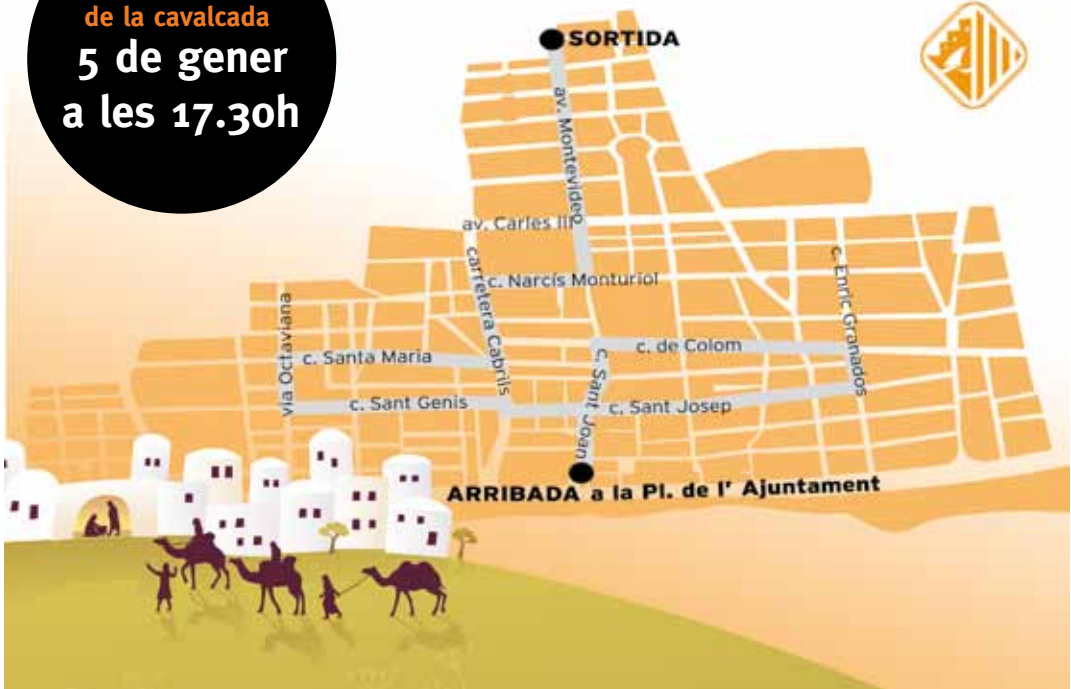 de la cavalcada
5 de gener
a les 17.30h
SORTIDA
av. Montevideo
av. Carles III
c. Narcís Monturiol
carretera Cabrils
c. Enric Granados
via Octaviana
c. Santa Maria
c. de Colom
c. Sant Genis
c. Sant Joan
c. Sant Josep
ARRIBADA a la Pl. de l' Ajuntament